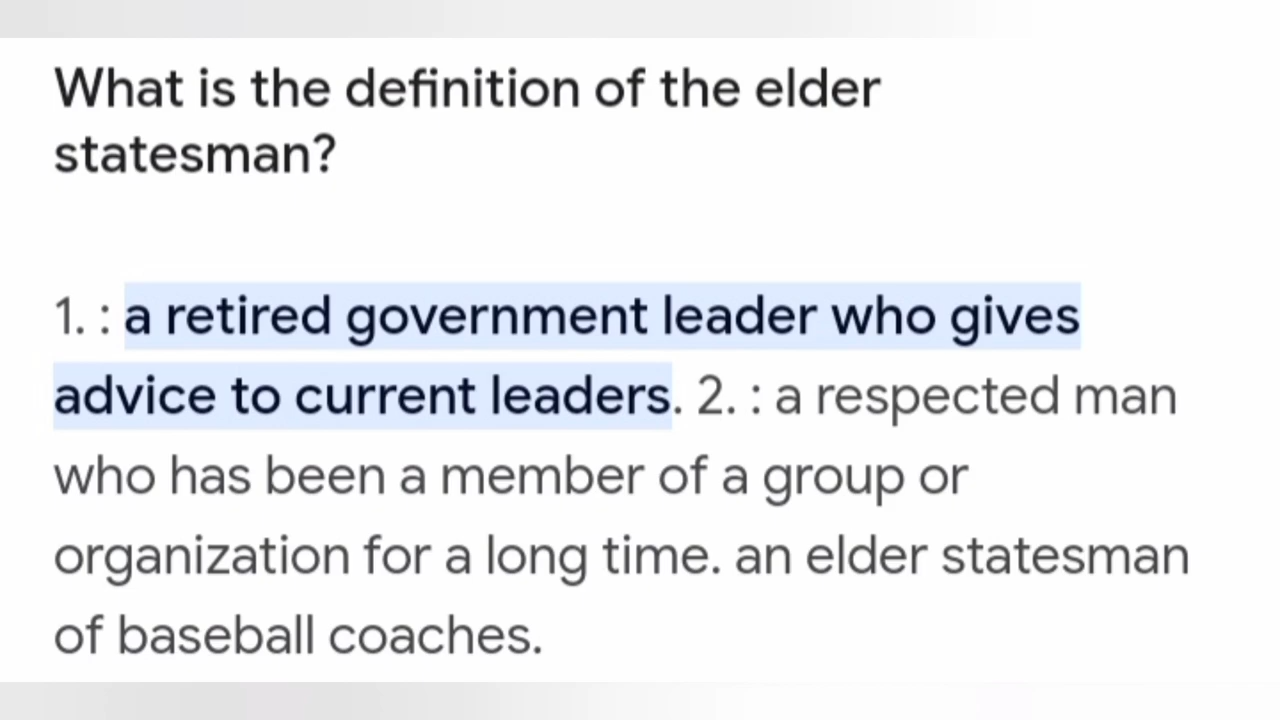 What is the definition of the elder
statesman?
1. : a retired government leader who gives
advice to current leaders. 2. : a respected man
who has been a member of a group or
organization for a long time. an elder statesman
of baseball coaches.